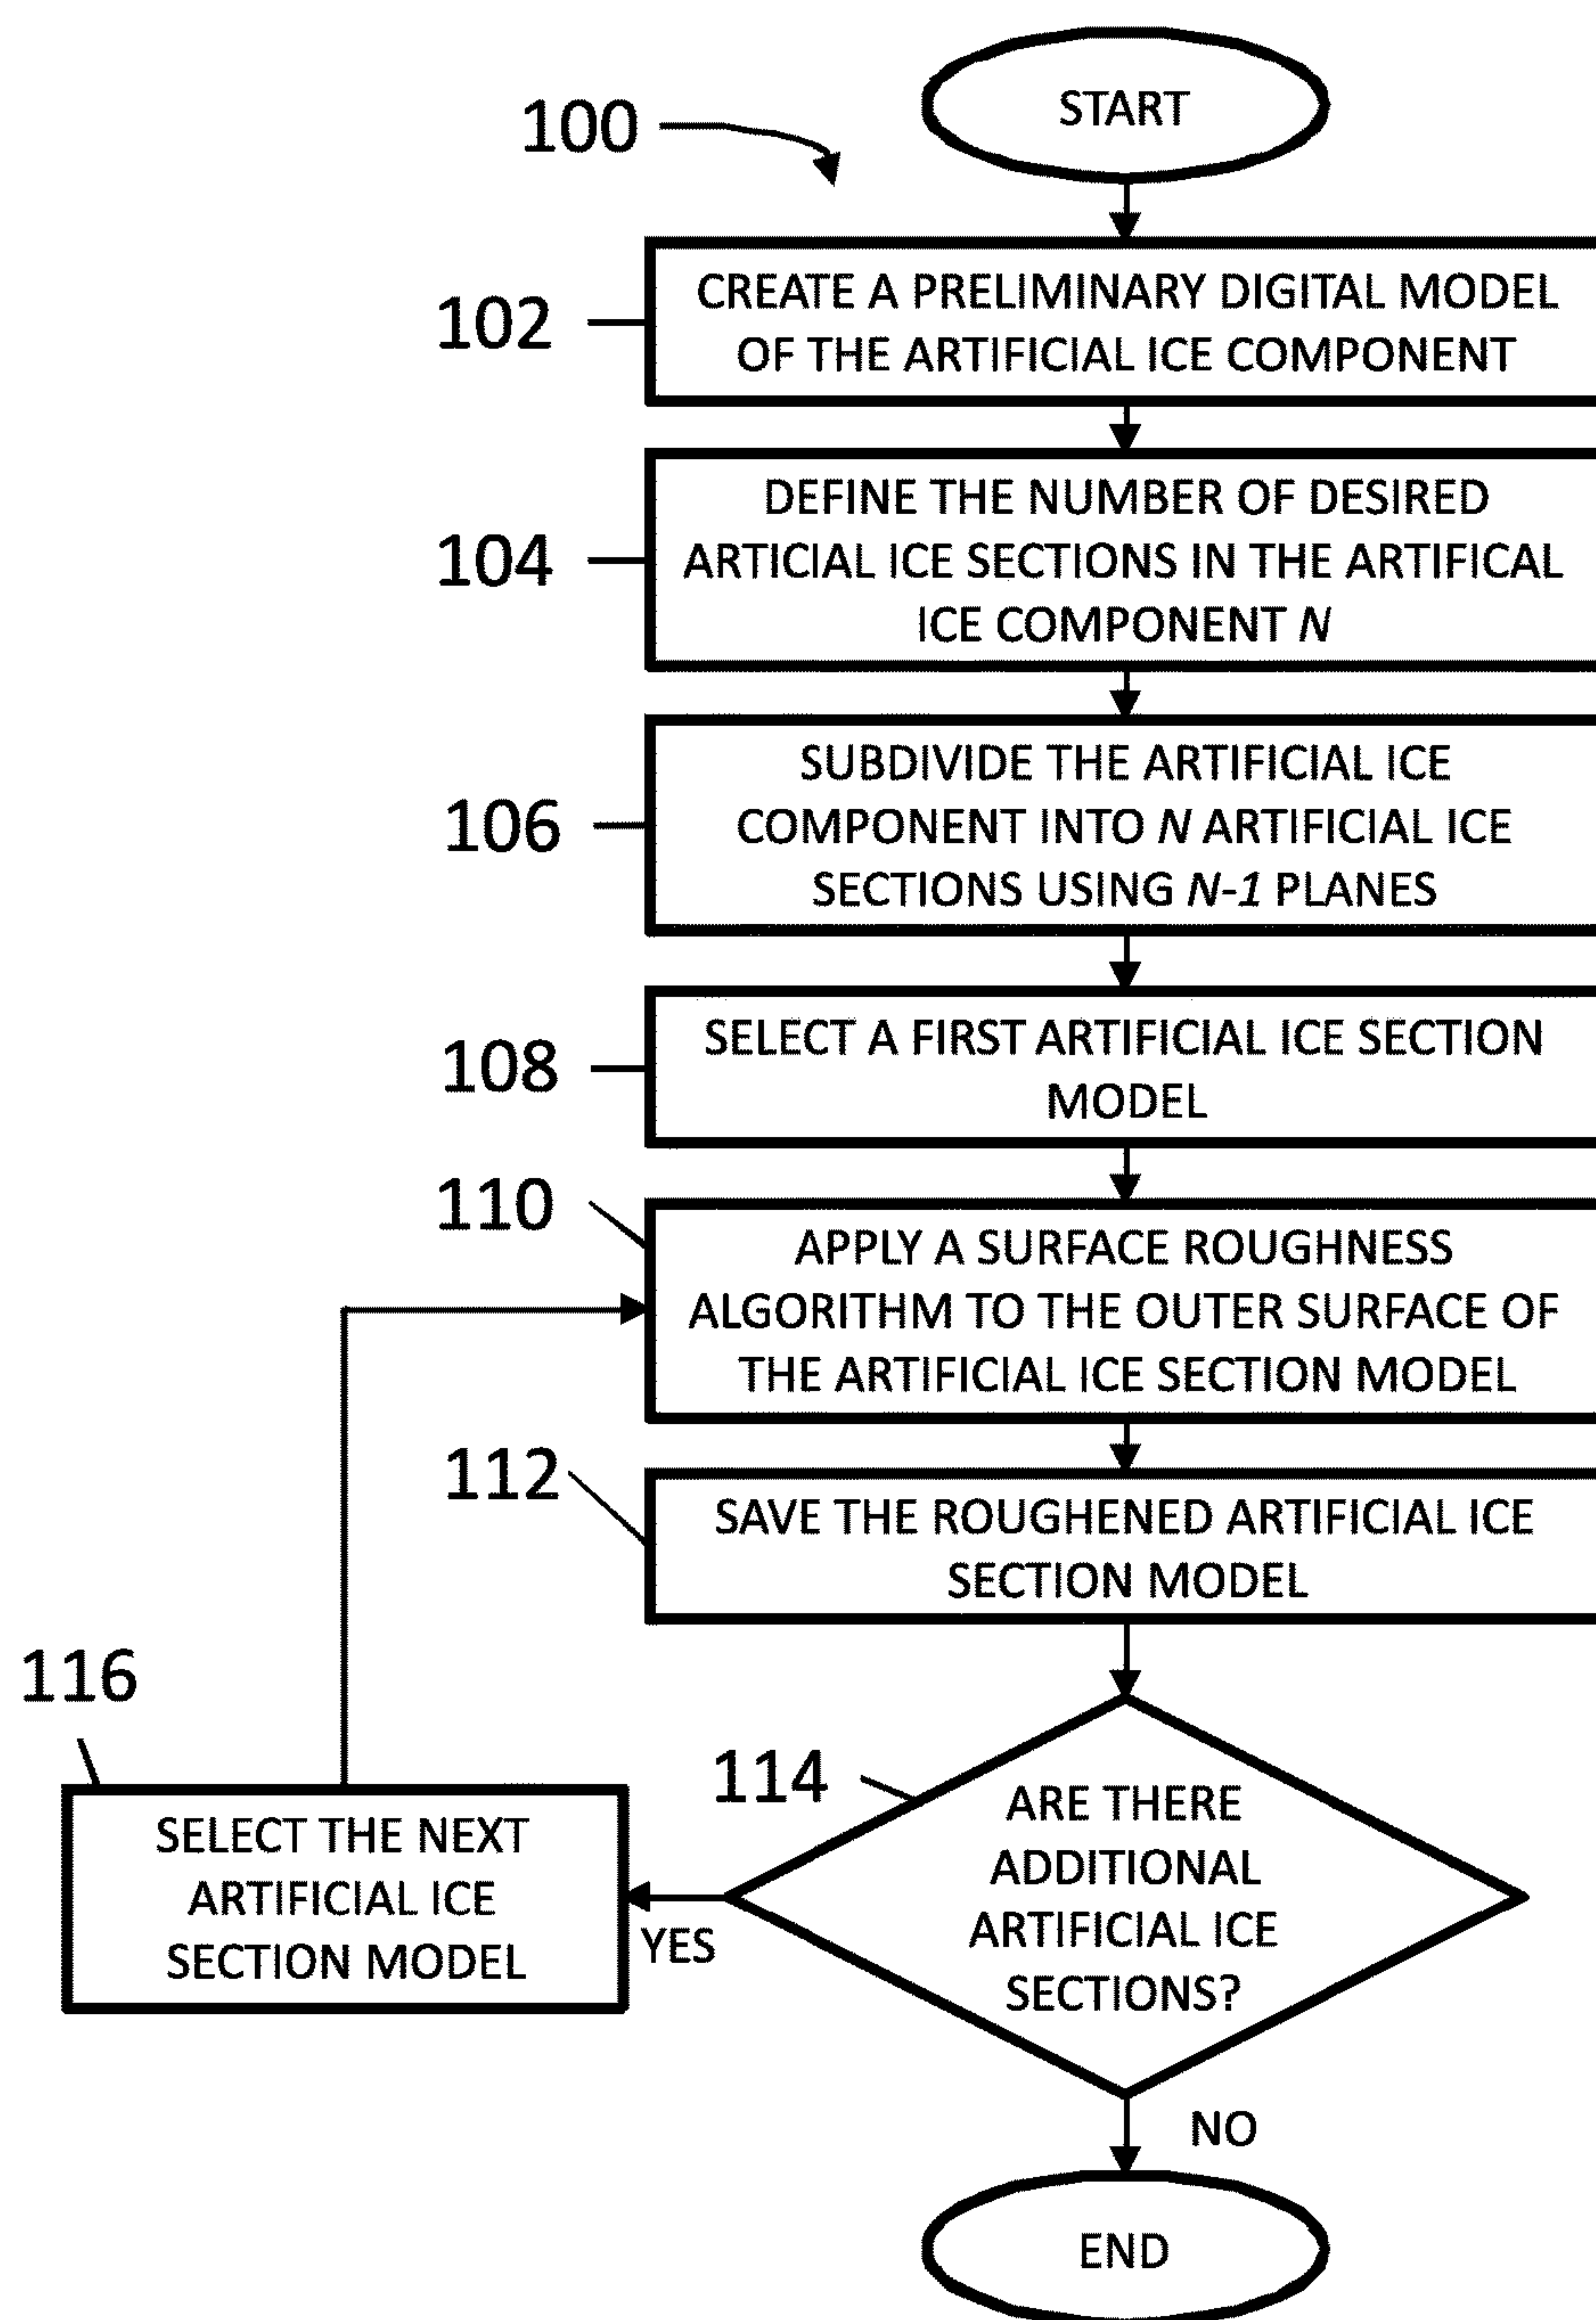 START
100
102
CREATE A PRELIMINARY DIGITAL MODEL
OF THE ARTIFICIAL ICE COMPONENT
104
DEFINE THE NUMBER OF DESIRED
ARTICIAL ICE SECTIONS IN THE ARTIFICAL
ICE COMPONENT N
106
SUBDIVIDE THE ARTIFICIAL ICE
COMPONENT INTO N ARTIFICIAL ICE
SECTIONS USING N-1 PLANES
108
SELECT A FIRST ARTIFICIAL ICE SECTION
MODEL
110
APPLY A SURFACE ROUGHNESS
ALGORITHM TO THE OUTER SURFACE OF
THE ARTIFICIAL ICE SECTION MODEL
112
SAVE THE ROUGHENED ARTIFICIAL ICE
SECTION MODEL
114
ARE THERE
ADDITIONAL
ARTIFICIAL ICE
SECTIONS?
YES
116
SELECT THE NEXT
ARTIFICIAL ICE
SECTION MODEL
NO
END